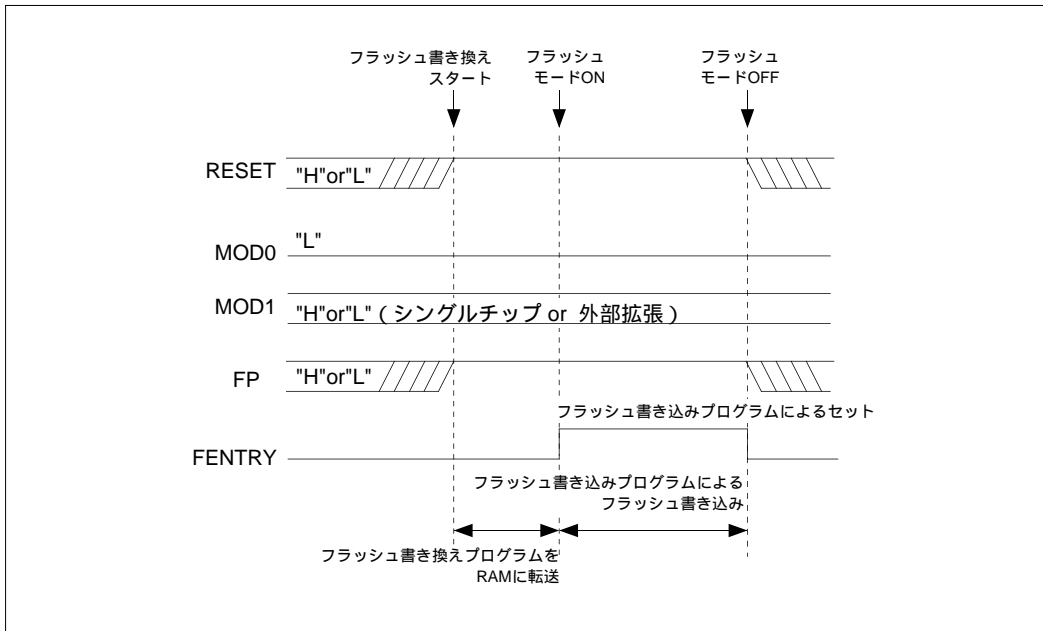 フラッシュ書き換え
スタート
フラッシュ
モードON
フラッシュ
モードOFF
RESET "H"or"L"
MOD0 "L"
MOD1 "H"or"L" ( シングルチップ or 外部拡張 )
FP "H"or"L"
フラッシュ書き込みプログラムによるセット
FENTRY
フラッシュ書き込みプログラムによる
フラッシュ書き込み
フラッシュ書き換えプログラムを
RAMに転送